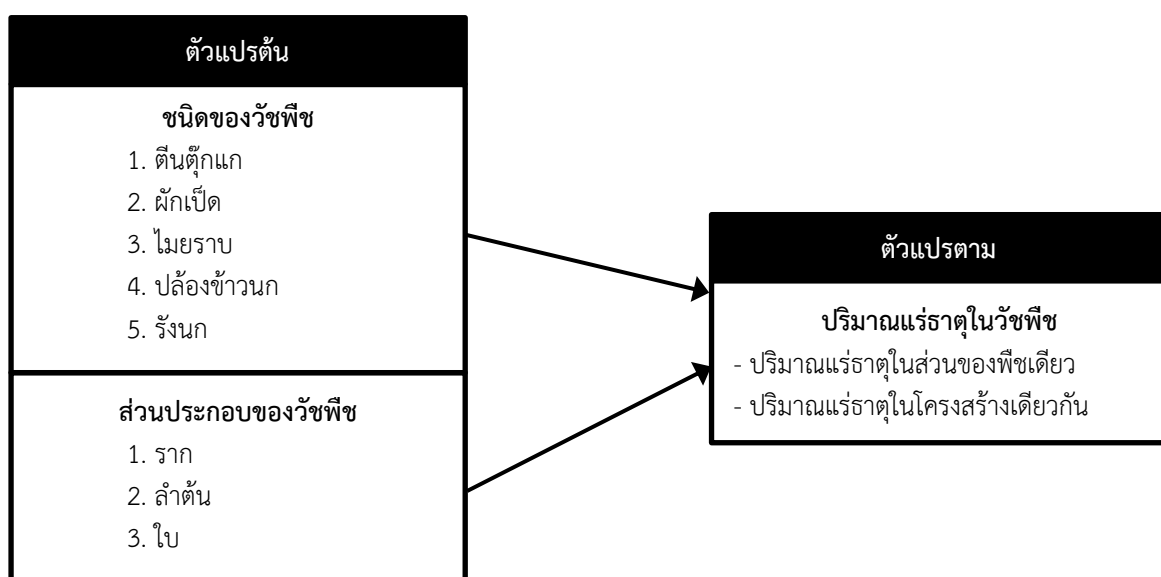 ตัวแปรต้น
ชนิดของวัชพืช
1. ตีนตุ๊กแก
2. ผักเป็ด
3. ไมยราบ
4. ปล้องข้าวนก
5. รังนก
ส่วนประกอบของวัชพืช
1. ราก
2. ลำต้น
3. ใบ
ตัวแปรตาม
ปริมาณแร่ธาตุในวัชพืช
- ปริมาณแร่ธาตุในส่วนของพืชเดียว
- ปริมาณแร่ธาตุในโครงสร้างเดียวกัน